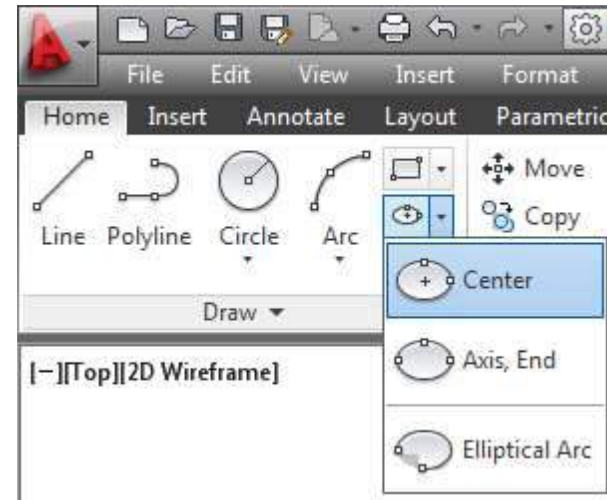 File Edit View Insert Format
Home Insert Annotate Layout Parametric
Move
Copy
Line Polyline Circle Arc
Center
Draw
Axis, End
[−][Top][2D Wireframe]
Elliptical Arc